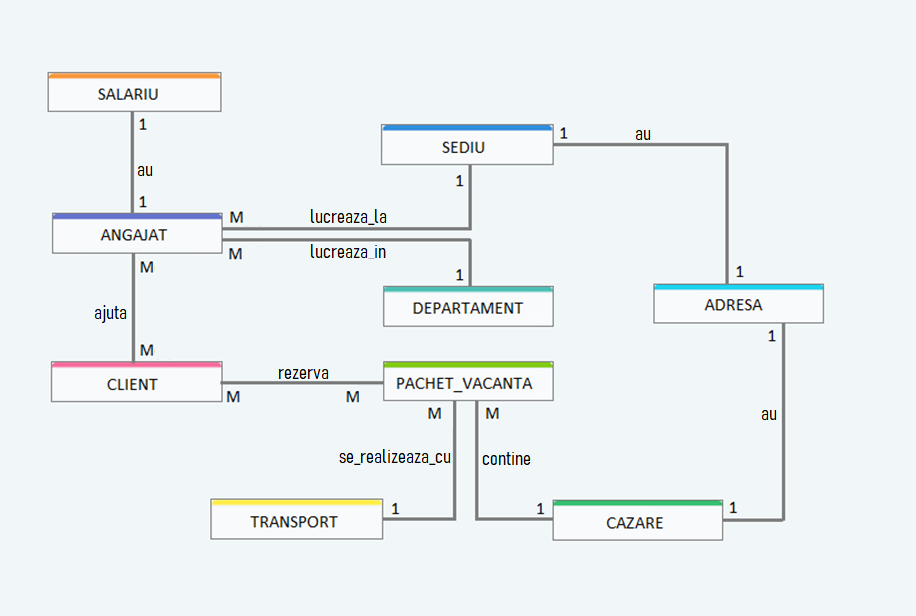 SALARIU
1
au
1
ANGAJAT
M
lucreaza_la
1
SEDIU
1
au
1
ADRESA
M
lucreaza_in
1
DEPARTAMENT
M
ajuta
M
CLIENT
M
rezerva
M
PACHET_VACANTA
M
M
se_realizeaza_cu
contine
1
TRANSPORT
1
CAZARE
1
au
1